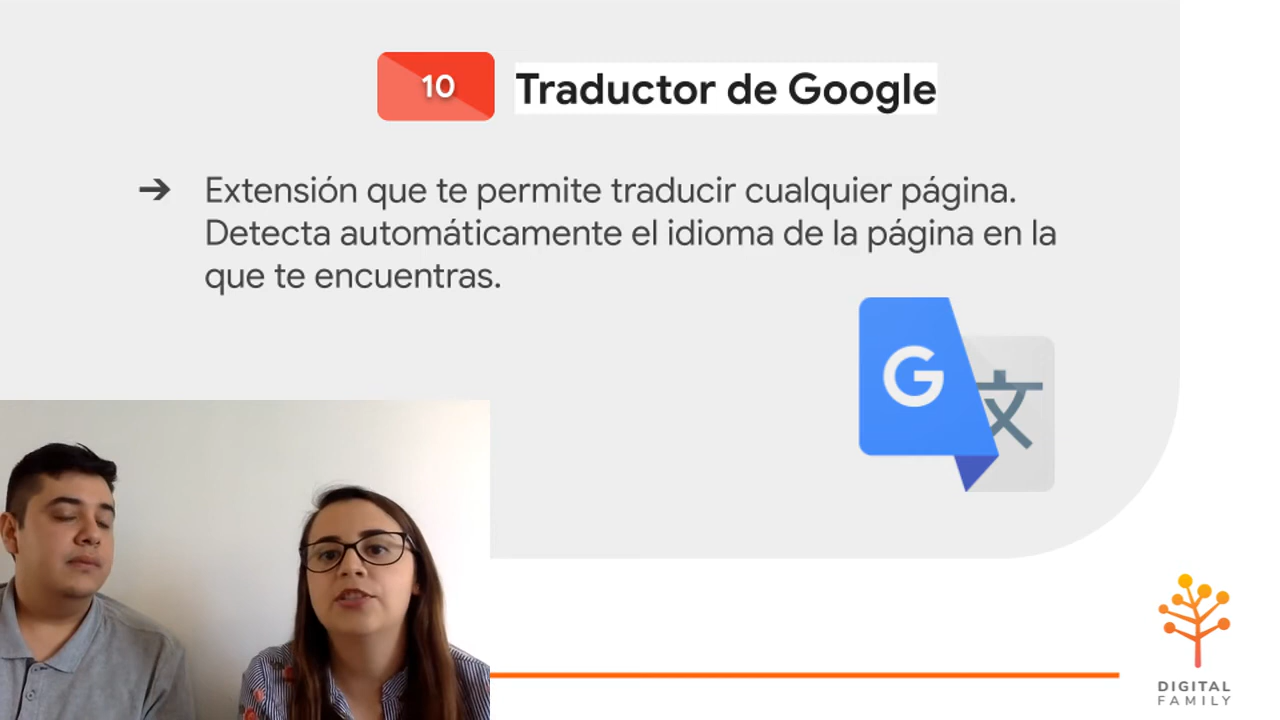 10
Traductor de Google
➔ Extensión que te permite traducir cualquier página.
Detecta automáticamente el idioma de la página en la
que te encuentras.
G
文
DIGITAL
FAMILY